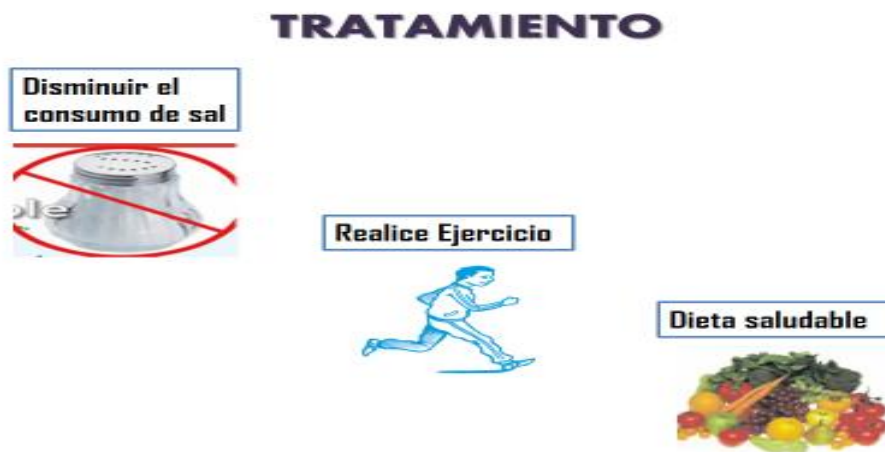 TRATAMIENTO
Disminuir el
consumo de sal
Realice Ejercicio
Dieta saludable